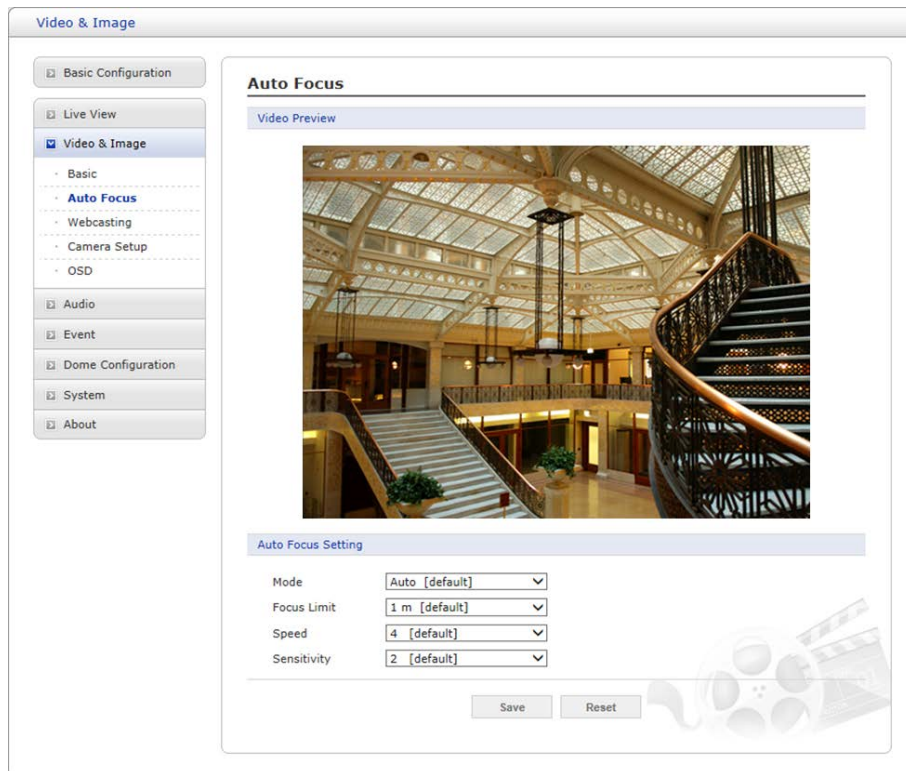 Video & Image
Basic Configuration
Live View
Video & Image
Basic
Auto Focus
Webcasting
Camera Setup
OSD
Audio
Event
Dome Configuration
System
About
Auto Focus
Video Preview
Auto Focus Setting
Mode Auto [default]
Focus Limit 1 m [default]
Speed 4 [default]
Sensitivity 2 [default]
Save Reset